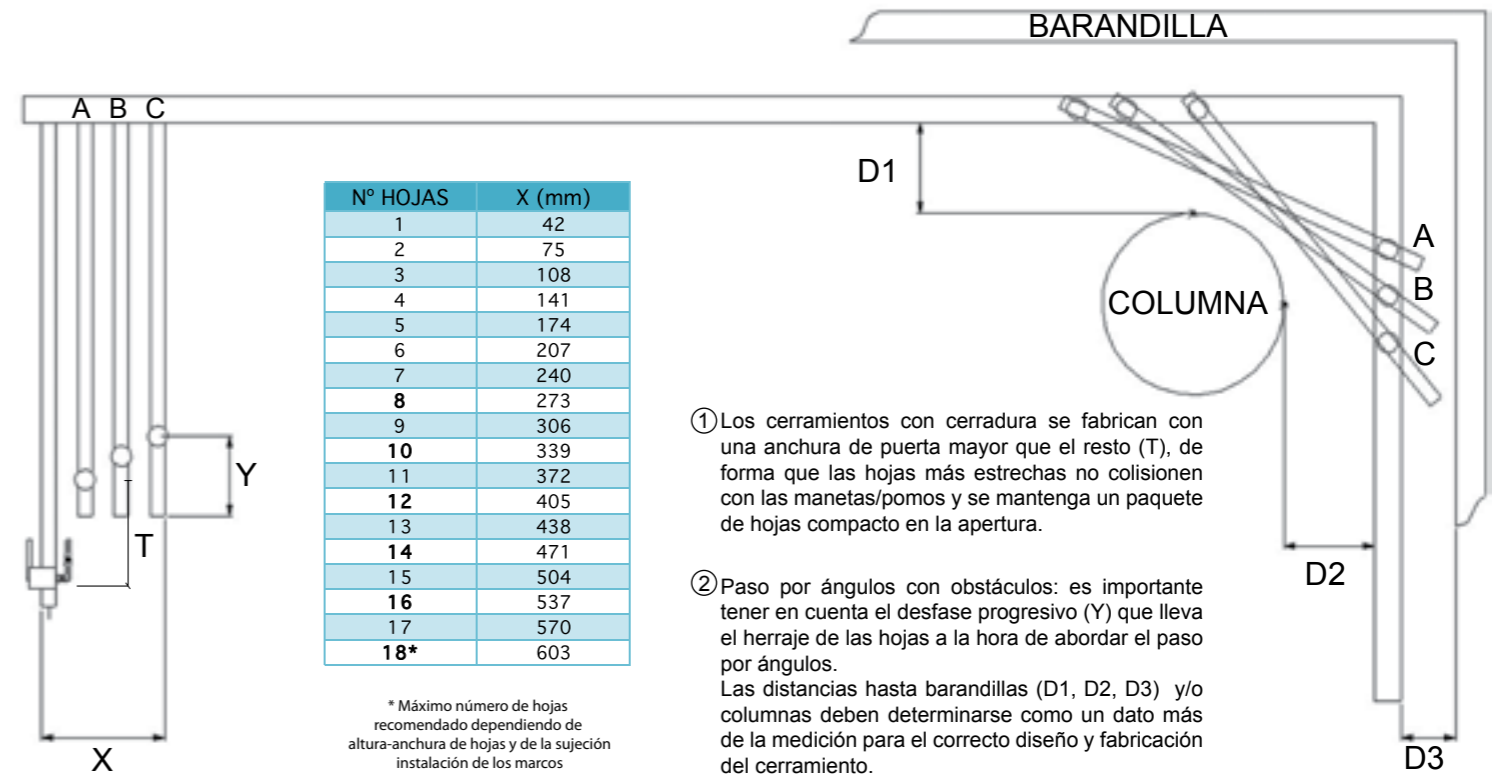 BARANDILLA
A B C
D1
A
B
C
COLUMNA
D2
D3
Y
T
X
Nº HOJAS X (mm)
1 42
2 75
3 108
4 141
5 174
6 207
7 240
8 273
9 306
10 339
11 372
12 405
13 438
14 471
15 504
16 537
17 570
18* 603
* Máximo número de hojas
recomendado dependiendo de
altura-anchura de hojas y de la sujeción
instalación de los marcos
① Los cerramientos con cerradura se fabrican con
una anchura de puerta mayor que el resto (T), de
forma que las hojas más estrechas no colisionen
con las manetas/pomos y se mantenga un paquete
de hojas compacto en la apertura.
② Paso por ángulos con obstáculos: es importante
tener en cuenta el desfase progresivo (Y) que lleva
el herraje de las hojas a la hora de abordar el paso
por ángulos.
Las distancias hasta barandillas (D1, D2, D3) y/o
columnas deben determinarse como un dato más
de la medición para el correcto diseño y fabricación
del cerramiento.